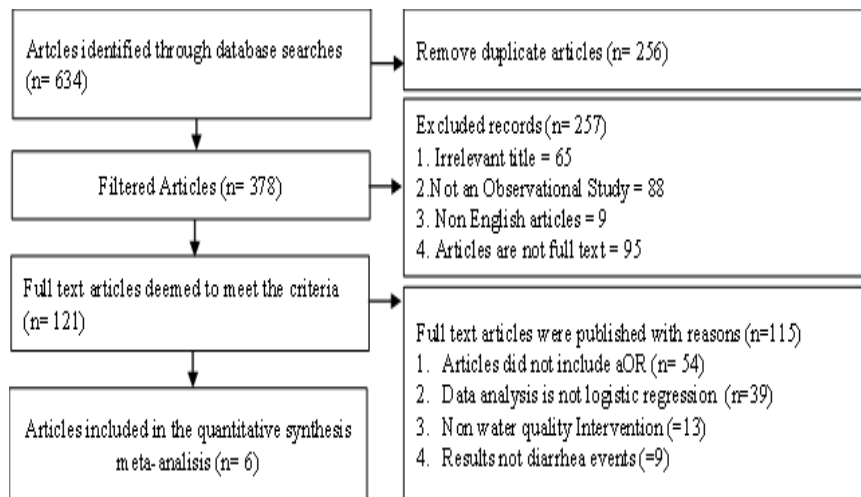 Artcles identified through database searches
(n= 634)
Remove duplicate articles (n= 256)
Filtered Articles (n= 378)
Excluded records (n= 257)
1. Irrelevant title = 65
2.Not an Observational Study = 88
3. Non English articles = 9
4. Articles are not full text = 95
Full text articles deemed to meet the criteria
(n= 121)
Full text articles were published with reasons (n=115)
1. Articles did not include aOR (n= 54)
2. Data analysis is not logistic regression (n=39)
3. Non water quality Intervention (=13)
4. Results not diarrhea events (=9)
Articles included in the quantitative synthesis
meta- analisis (n= 6)